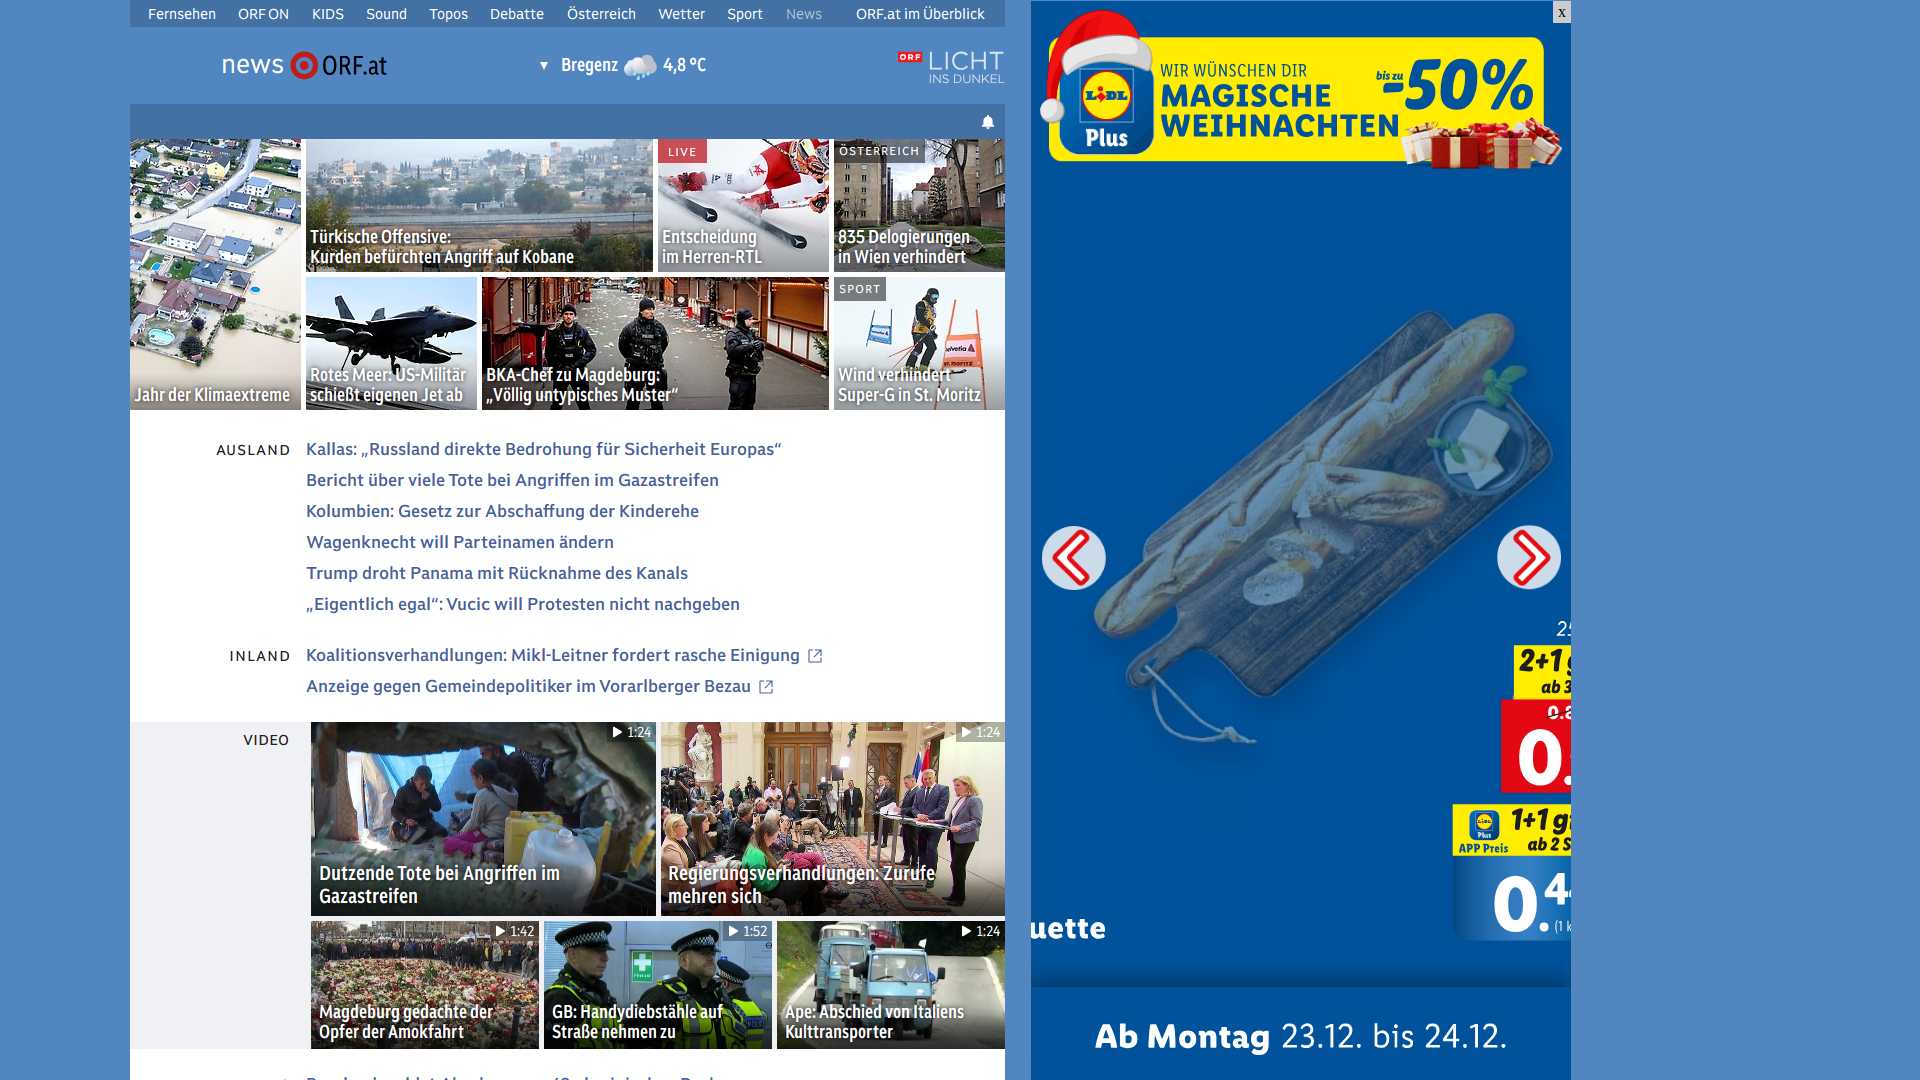 Fernsehen ORF ON KIDS Sound Topos Debatte Österreich Wetter Sport News ORF.at im Überblick
news ORF.at
▼ Bregenz 4,8 °C
ORF LICHT
INS DUNKEL
Jahr der Klimaextreme
Türkische Offensive:
Kurden befürchten Angriff auf Kobane
LIVE
Entscheidung
im Herren-RTL
ÖSTERREICH
835 Delogierungen
in Wien verhindert
Rotes Meer: US-Militär
schießt eigenen Jet ab
BKA-Chef zu Magdeburg:
„Völlig untypisches Muster“
SPORT
Wind verhindert
Super-G in St. Moritz
AUSLAND
Kallas: „Russland direkte Bedrohung für Sicherheit Europas“
Bericht über viele Tote bei Angriffen im Gazastreifen
Kolumbien: Gesetz zur Abschaffung der Kinderehe
Wagenknecht will Parteinamen ändern
Trump droht Panama mit Rücknahme des Kanals
„Eigentlich egal“: Vucic will Protesten nicht nachgeben
INLAND
Koalitionsverhandlungen: Mikl-Leitner fordert rasche Einigung
Anzeige gegen Gemeindepolitiker im Vorarlberger Bezau
VIDEO
1:24
Dutzende Tote bei Angriffen im
Gazastreifen
1:24
Regierungsverhandlungen: Zurufe
mehren sich
1:42
Magdeburg gedachte der
Opfer der Amokfahrt
1:52
GB: Handydiebstähle auf
Straße nehmen zu
1:24
Ape: Abschied von Italiens
Kulttransporter
x
LIDL
Plus
WIR WÜNSCHEN DIR
MAGISCHE
WEIHNACHTEN
bis zu
-50%
2+1
ab 3
0.
LIDL
Plus
APP Preis
1+1
ab 2
0.
uette
Ab Montag 23.12. bis 24.12.